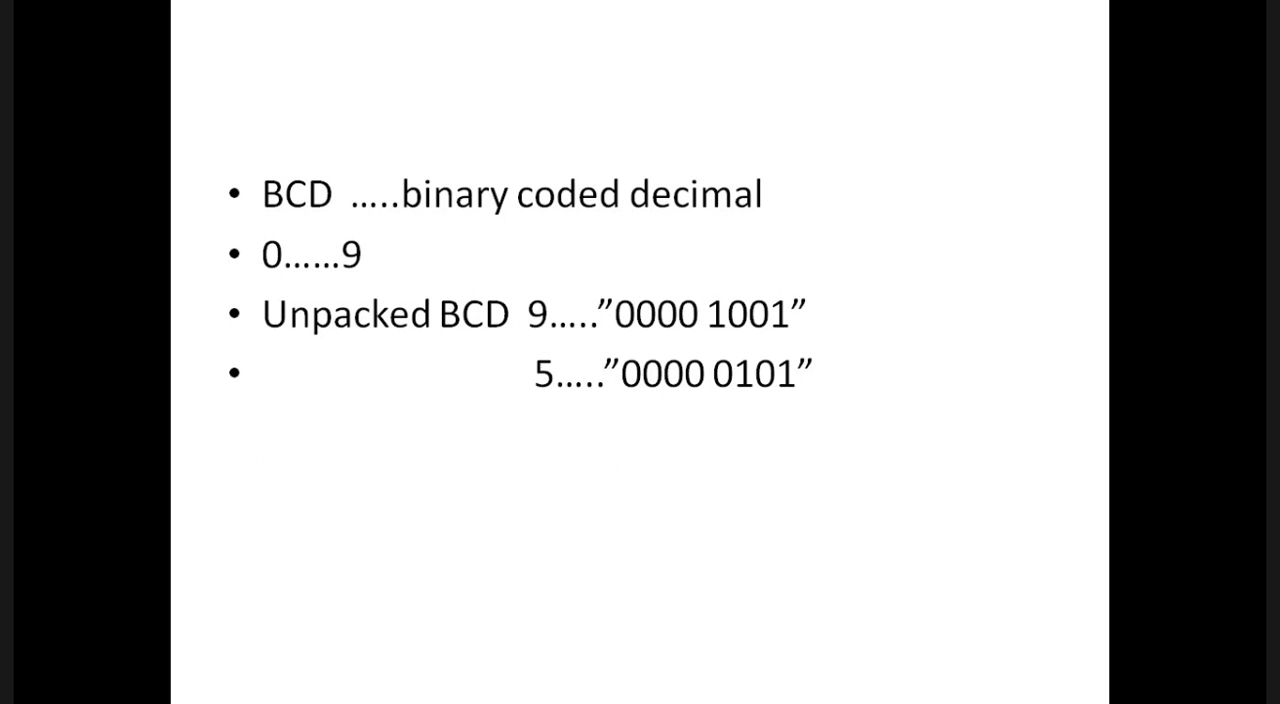 • BCD .....binary coded decimal
• 0......9
• Unpacked BCD 9.....”0000 1001”
• 5.....”0000 0101”